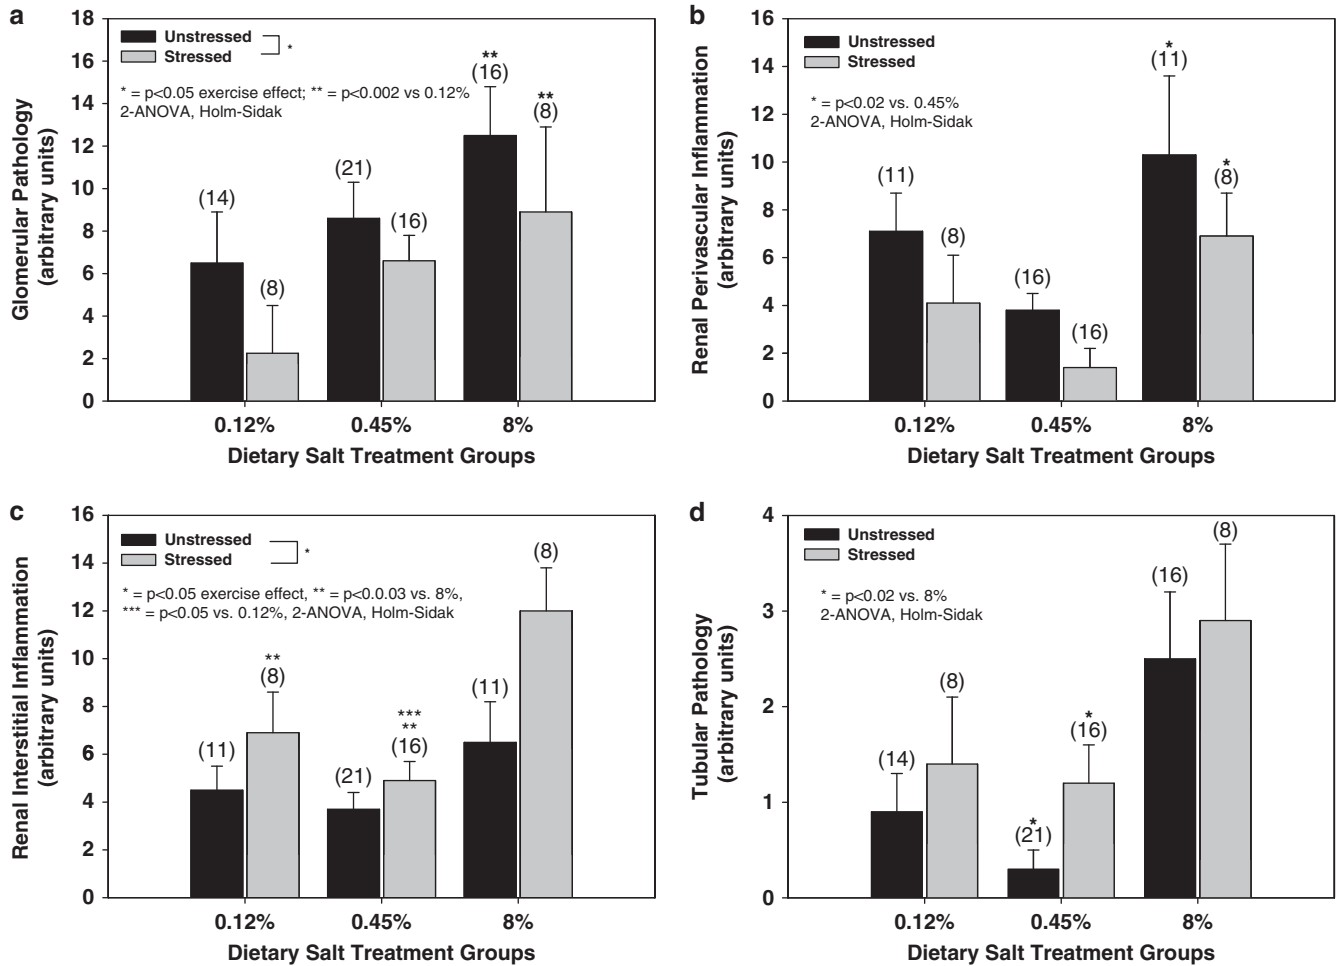 a
18
16
14
12
10
8
6
4
2
0
Glomerular Pathology
(arbitrary units)
Unstressed
Stressed
*
* = p<0.05 exercise effect; ** = p<0.002 vs 0.12%
2-ANOVA, Holm-Sidak
(14)
(8)
(21)
(16)
**
(16)
**
(8)
0.12%
0.45%
8%
Dietary Salt Treatment Groups
b
16
14
12
10
8
6
4
2
0
Renal Perivascular Inflammation
(arbitrary units)
Unstressed
Stressed
* = p<0.02 vs. 0.45%
2-ANOVA, Holm-Sidak
(11)
(8)
(16)
(16)
*
(11)
*
(8)
0.12%
0.45%
8%
Dietary Salt Treatment Groups
c
16
14
12
10
8
6
4
2
0
Renal Interstitial Inflammation
(arbitrary units)
Unstressed
Stressed
*
* = p<0.05 exercise effect, ** = p<0.0.03 vs. 8%,
*** = p<0.05 vs. 0.12%, 2-ANOVA, Holm-Sidak
(11)
**
(8)
(21)
***
**
(16)
(11)
(8)
0.12%
0.45%
8%
Dietary Salt Treatment Groups
d
4
3
2
1
0
Tubular Pathology
(arbitrary units)
Unstressed
Stressed
* = p<0.02 vs. 8%
2-ANOVA, Holm-Sidak
(14)
(8)
*
(21)
*
(16)
(16)
(8)
0.12%
0.45%
8%
Dietary Salt Treatment Groups